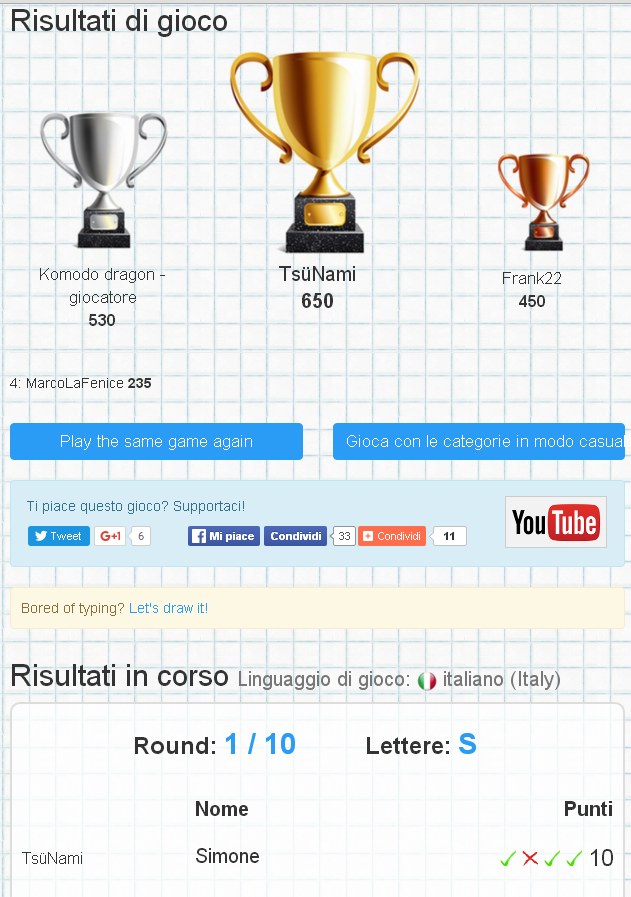 Risultati di gioco
Komodo dragon -
giocatore
530
TsüNami
650
Frank22
450
4: MarcoLaFenice 235
Play the same game again
Gioca con le categorie in modo casual
Ti piace questo gioco? Supportaci!
Tweet
G+1 6
Mi piace
Condividi 33
Condividi 11
YouTube
Bored of typing? Let's draw it!
Risultati in corso Linguaggio di gioco: italiano (Italy)
Round: 1 / 10 Lettere: S
Nome Punti
TsüNami Simone 10